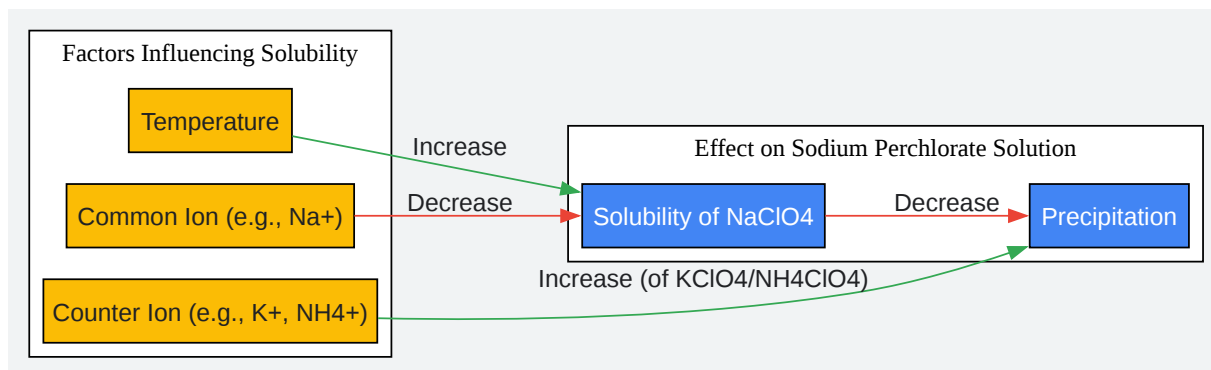 Factors Influencing Solubility
Temperature
Increase
Effect on Sodium Perchlorate Solution
Common Ion (e.g., Na+)
Decrease
Solubility of NaClO4
Decrease
Precipitation
Increase (of KClO4/NH4ClO4)
Counter Ion (e.g., K+, NH4+)